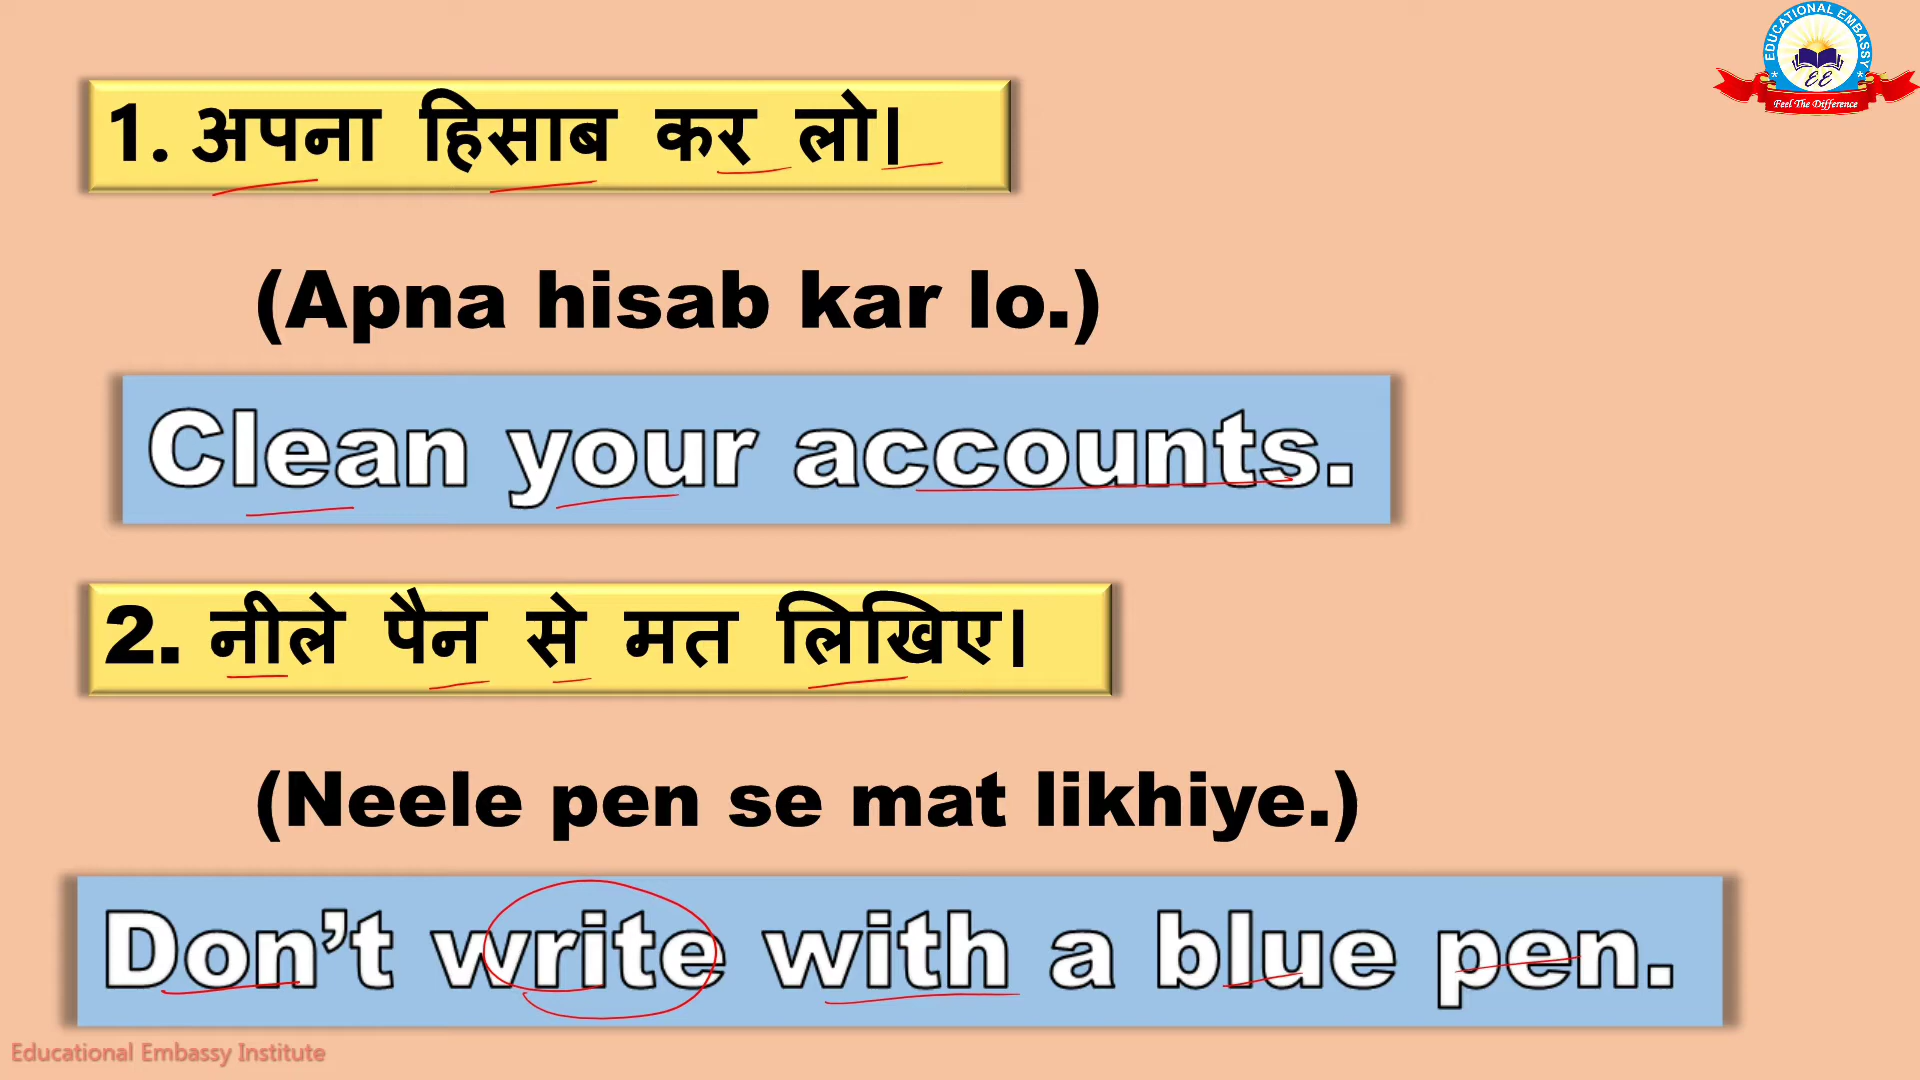 EDUCATIONAL EMBASSY
EE
Feel The Difference
1. अपना हिसाब कर लो।
(Apna hisab kar lo.)
Clean your accounts.
2. नीले पैन से मत लिखिए।
(Neele pen se mat likhiye.)
Don’t write with a blue pen.
Educational Embassy Institute